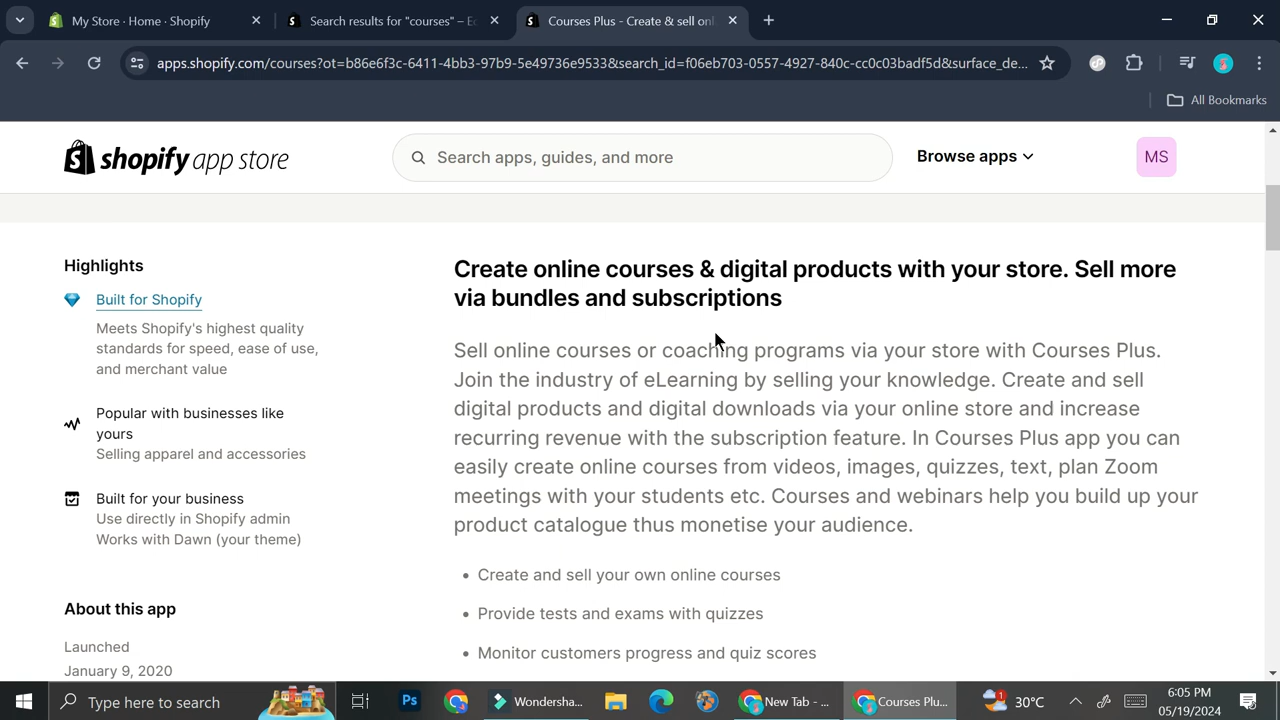 My Store · Home · Shopify
Search results for "courses" – Ec
Courses Plus - Create & sell onl
apps.shopify.com/courses?ot=b86e6f3c-6411-4bb3-97b9-5e49736e9533&search_id=f06eb703-0557-4927-840c-cc0c03badf5d&surface_de...
All Bookmarks
shopify app store
Search apps, guides, and more
Browse apps
MS
Highlights
Built for Shopify
Meets Shopify's highest quality
standards for speed, ease of use,
and merchant value
Popular with businesses like
yours
Selling apparel and accessories
Built for your business
Use directly in Shopify admin
Works with Dawn (your theme)
About this app
Launched
January 9, 2020
Create online courses & digital products with your store. Sell more
via bundles and subscriptions
Sell online courses or coaching programs via your store with Courses Plus.
Join the industry of eLearning by selling your knowledge. Create and sell
digital products and digital downloads via your online store and increase
recurring revenue with the subscription feature. In Courses Plus app you can
easily create online courses from videos, images, quizzes, text, plan Zoom
meetings with your students etc. Courses and webinars help you build up your
product catalogue thus monetise your audience.
• Create and sell your own online courses
• Provide tests and exams with quizzes
• Monitor customers progress and quiz scores
Type here to search
Ps
Wondersha...
New Tab - ...
Courses Plu...
1
30°C
6:05 PM
05/19/2024